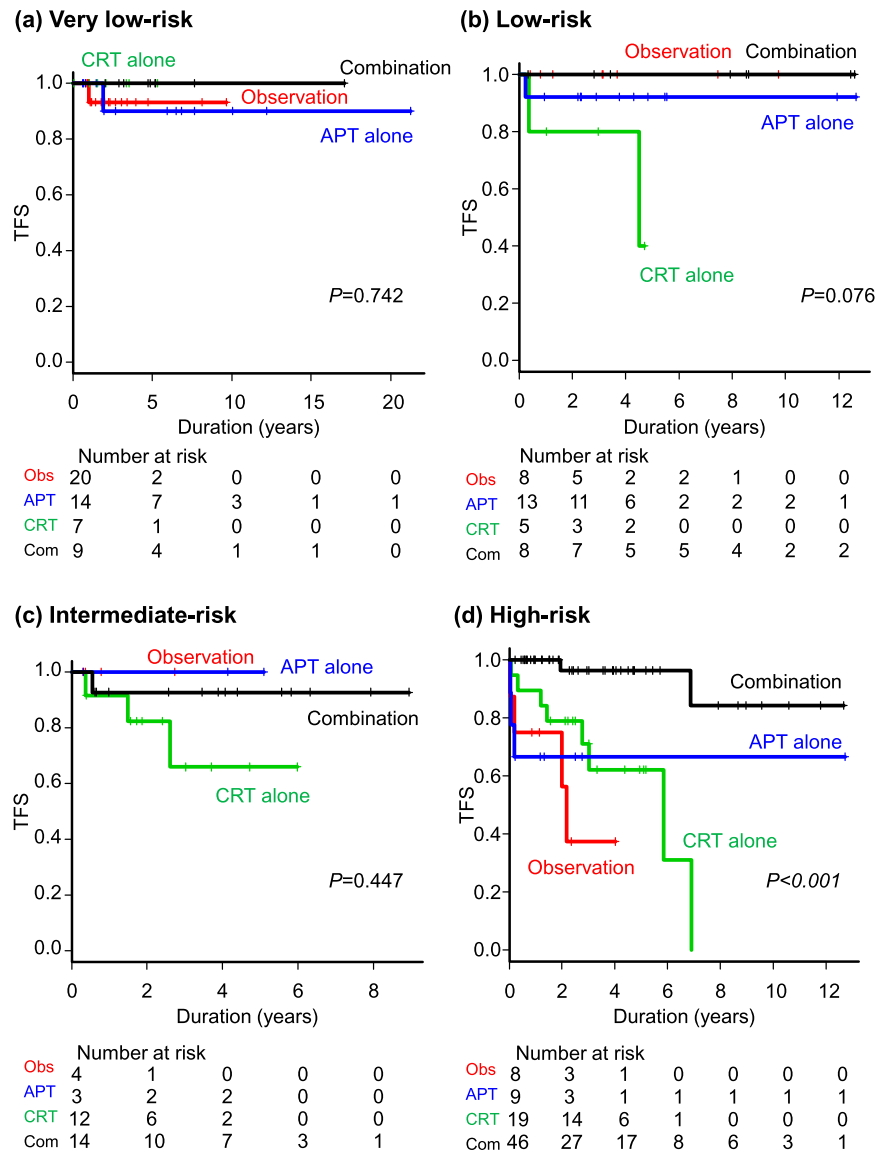 (a) Very low-risk
CRT alone
Combination
Observation
APT alone
1.0
0.8
0.6
0.4
0.2
0.0
TFS
P=0.742
0 5 10 15 20
Duration (years)
Number at risk
Obs 20 2 0 0 0
APT 14 7 3 1 1
CRT 7 1 0 0 0
Com 9 4 1 1 0
(b) Low-risk
Observation Combination
APT alone
CRT alone
1.0
0.8
0.6
0.4
0.2
0.0
TFS
P=0.076
0 2 4 6 8 10 12
Duration (years)
Number at risk
Obs 8 5 2 2 1 0 0
APT 13 11 6 2 2 2 1
CRT 5 3 2 0 0 0 0
Com 8 7 5 5 4 2 2
(c) Intermediate-risk
Observation
APT alone
Combination
CRT alone
1.0
0.8
0.6
0.4
0.2
0.0
TFS
P=0.447
0 2 4 6 8
Duration (years)
Number at risk
Obs 4 1 0 0 0
APT 3 2 2 0 0
CRT 12 6 2 0 0
Com 14 10 7 3 1
(d) High-risk
Combination
APT alone
CRT alone
Observation
1.0
0.8
0.6
0.4
0.2
0.0
TFS
P<0.001
0 2 4 6 8 10 12
Duration (years)
Number at risk
Obs 8 3 1 0 0 0 0
APT 9 3 1 1 1 1 1
CRT 19 14 6 1 0 0 0
Com 46 27 17 8 6 3 1